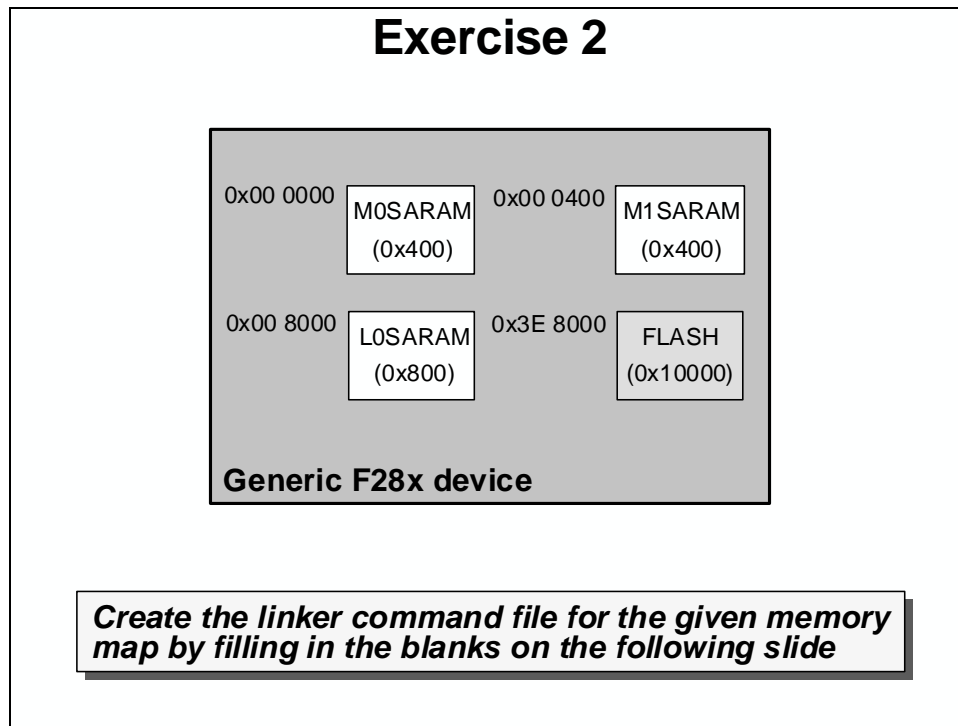 Exercise 2
0x00 0000
M0SARAM
(0x400)
0x00 0400
M1SARAM
(0x400)
0x00 8000
L0SARAM
(0x800)
0x3E 8000
FLASH
(0x10000)
Generic F28x device
Create the linker command file for the given memory
map by filling in the blanks on the following slide